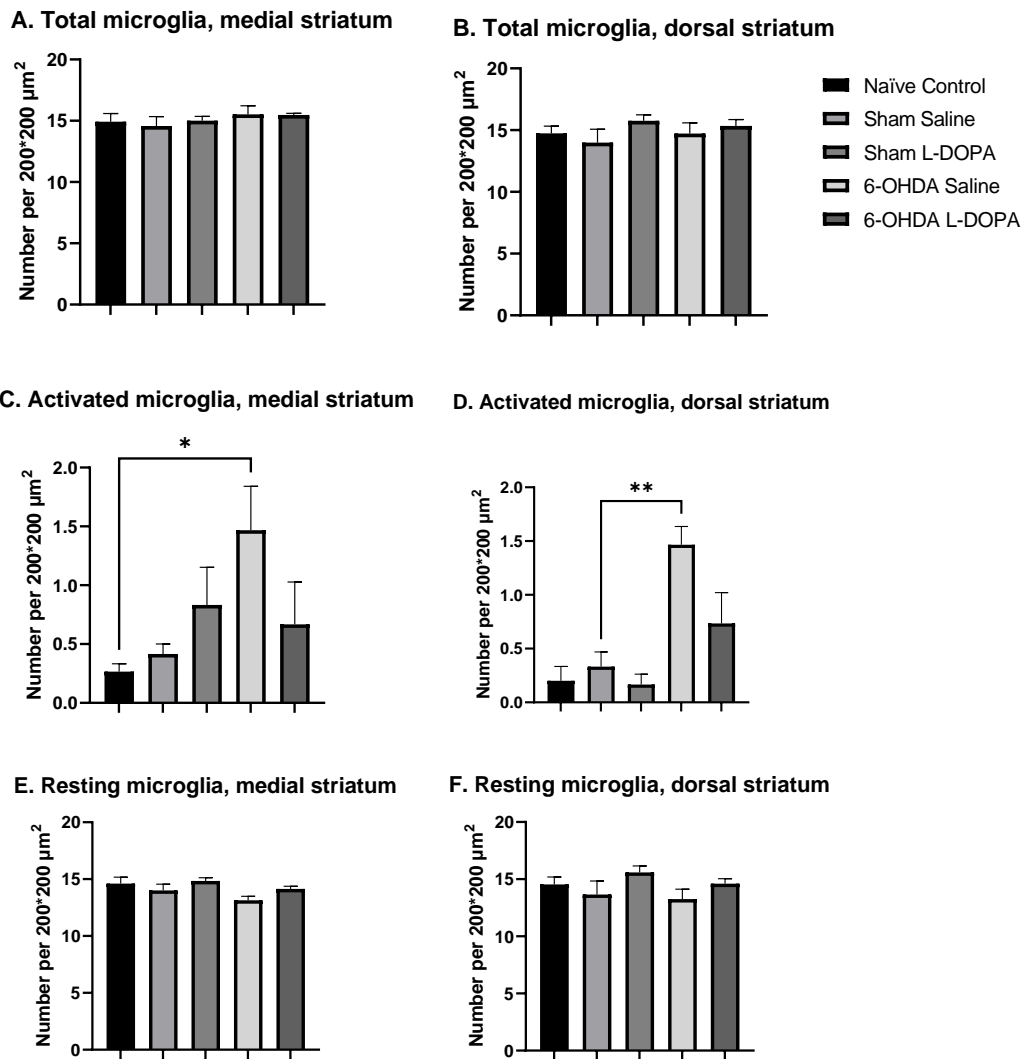 A. Total microglia, medial striatum
Number per 200*200 µm²
20
15
10
5
0
B. Total microglia, dorsal striatum
Number per 200*200 µm²
20
15
10
5
0
Naïve Control
Sham Saline
Sham L-DOPA
6-OHDA Saline
6-OHDA L-DOPA
C. Activated microglia, medial striatum
Number per 200*200 µm²
2.0
1.5
1.0
0.5
0.0
*
D. Activated microglia, dorsal striatum
Number per 200*200 µm²
2.0
1.5
1.0
0.5
0.0
**
E. Resting microglia, medial striatum
Number per 200*200 µm²
20
15
10
5
0
F. Resting microglia, dorsal striatum
Number per 200*200 µm²
20
15
10
5
0